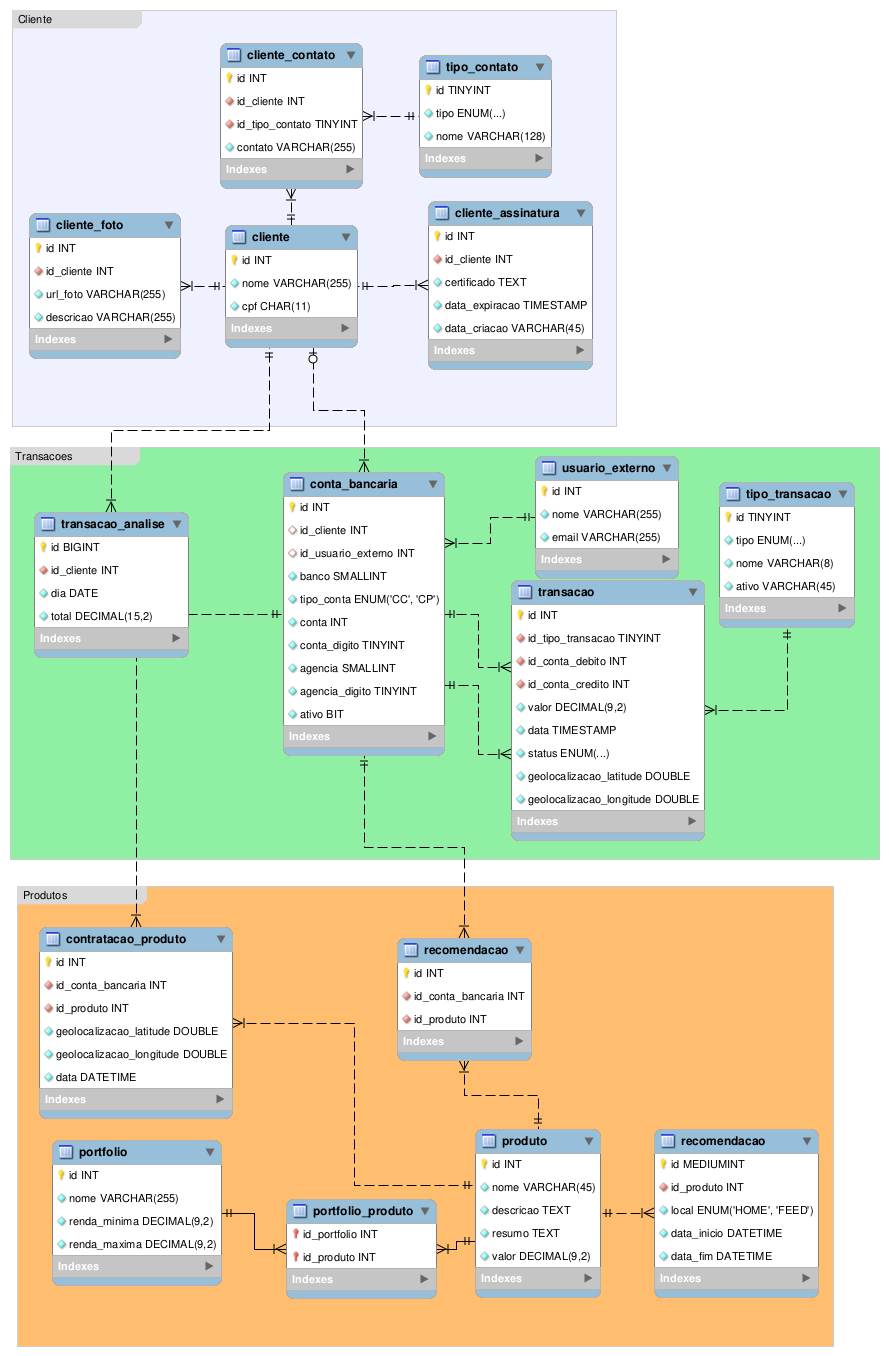 Cliente
cliente_contato
id INT
id_cliente INT
id_tipo_contato TINYINT
contato VARCHAR(255)
Indexes
tipo_contato
id TINYINT
tipo ENUM(...)
nome VARCHAR(128)
Indexes
cliente_foto
id INT
id_cliente INT
url_foto VARCHAR(255)
descricao VARCHAR(255)
Indexes
cliente
id INT
nome VARCHAR(255)
cpf CHAR(11)
Indexes
cliente_assinatura
id INT
id_cliente INT
certificado TEXT
data_expiracao TIMESTAMP
data_criacao VARCHAR(45)
Indexes
Transacoes
transacao_analise
id BIGINT
id_cliente INT
dia DATE
total DECIMAL(15,2)
Indexes
conta_bancaria
id INT
id_cliente INT
id_usuario_externo INT
banco SMALLINT
tipo_conta ENUM('CC', 'CP')
conta INT
conta_digito TINYINT
agencia SMALLINT
agencia_digito TINYINT
ativo BIT
Indexes
usuario_externo
id INT
nome VARCHAR(255)
email VARCHAR(255)
Indexes
tipo_transacao
id TINYINT
tipo ENUM(...)
nome VARCHAR(8)
ativo VARCHAR(45)
Indexes
transacao
id INT
id_tipo_transacao TINYINT
id_conta_debito INT
id_conta_credito INT
valor DECIMAL(9,2)
data TIMESTAMP
status ENUM(...)
geolocalizacao_latitude DOUBLE
geolocalizacao_longitude DOUBLE
Indexes
Produtos
contratacao_produto
id INT
id_conta_bancaria INT
id_produto INT
geolocalizacao_latitude DOUBLE
geolocalizacao_longitude DOUBLE
data DATETIME
Indexes
recomendacao
id INT
id_conta_bancaria INT
id_produto INT
Indexes
portfolio
id INT
nome VARCHAR(255)
renda_minima DECIMAL(9,2)
renda_maxima DECIMAL(9,2)
Indexes
portfolio_produto
id_portfolio INT
id_produto INT
Indexes
produto
id INT
nome VARCHAR(45)
descricao TEXT
resumo TEXT
valor DECIMAL(9,2)
Indexes
recomendacao
id MEDIUMINT
id_produto INT
local ENUM('HOME', 'FEED')
data_inicio DATETIME
data_fim DATETIME
Indexes